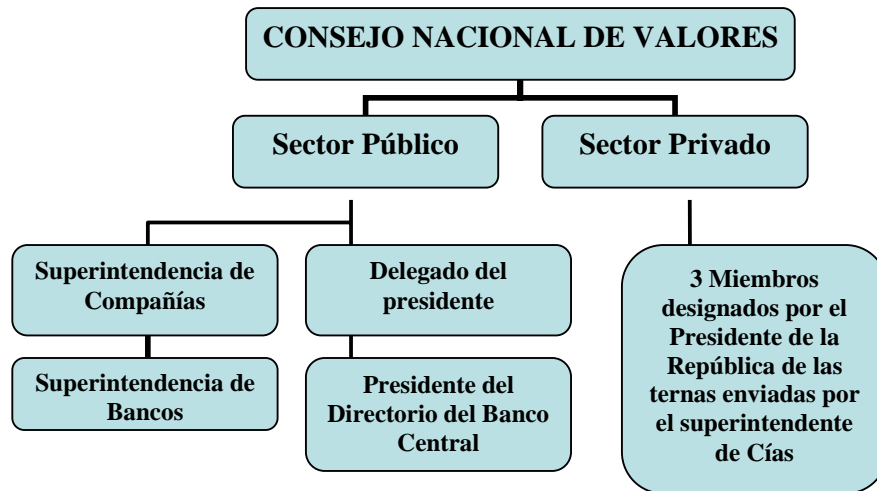 CONSEJO NACIONAL DE VALORES
Sector Público
Sector Privado
Superintendencia de
Compañías
Delegado del
presidente
Superintendencia de
Bancos
Presidente del
Directorio del Banco
Central
3 Miembros
designados por el
Presidente de la
República de las
ternas enviadas por
el superintendente
de Cías